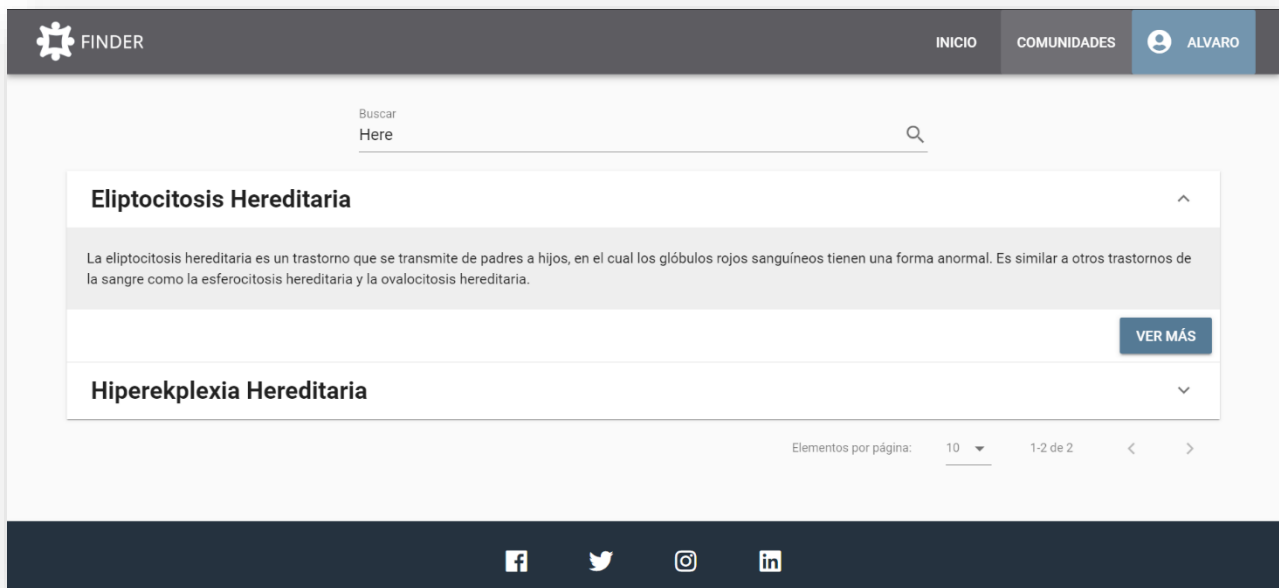 FINDER
INICIO
COMUNIDADES
ALVARO
Buscar
Here
Eliptocitosis Hereditaria
La eliptocitosis hereditaria es un trastorno que se transmite de padres a hijos, en el cual los glóbulos rojos sanguíneos tienen una forma anormal. Es similar a otros trastornos de
la sangre como la esferocitosis hereditaria y la ovalocitosis hereditaria.
VER MÁS
Hiperekplexia Hereditaria
Elementos por página: 10 1-2 de 2